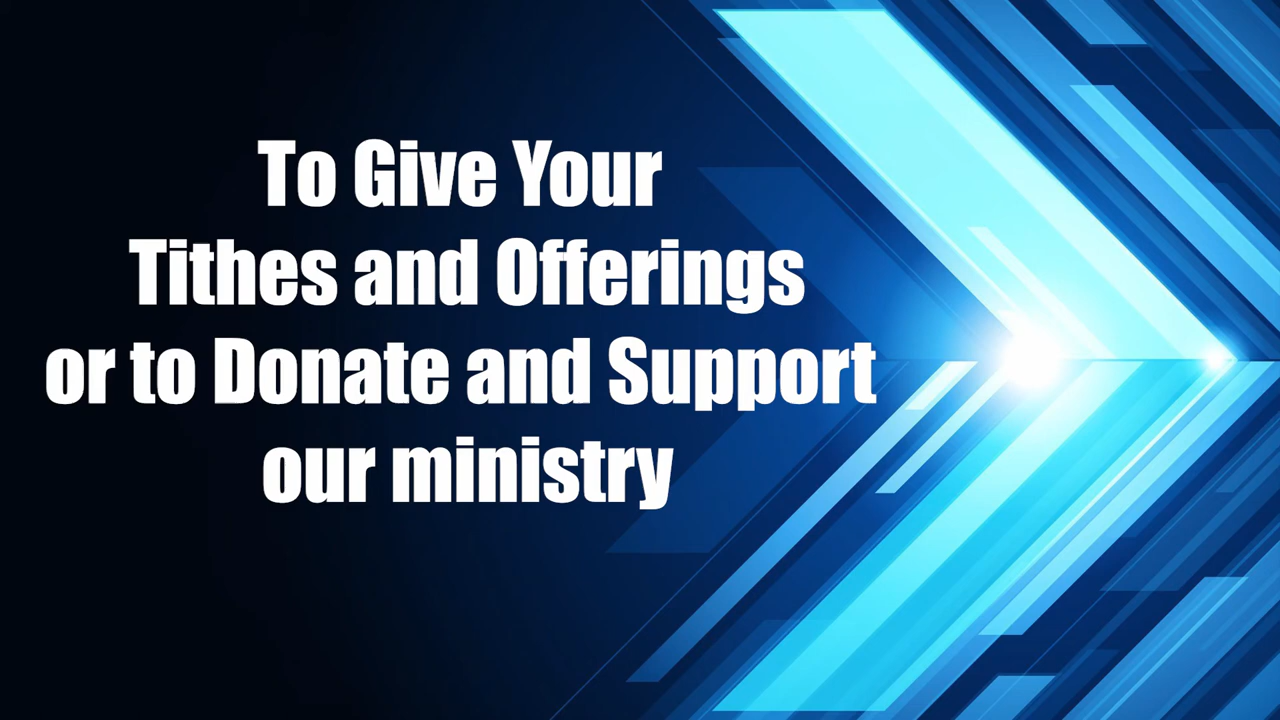 To Give Your
Tithes and Offerings
or to Donate and Support
our ministry